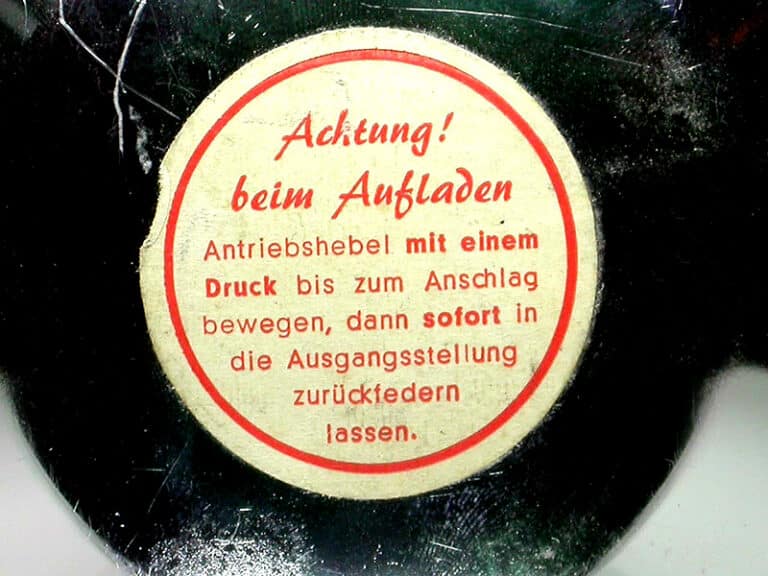 Achtung!
beim Aufladen
Antriebshebel mit einem
Druck bis zum Anschlag
bewegen, dann sofort in
die Ausgangsstellung
zurückfedern
lassen.